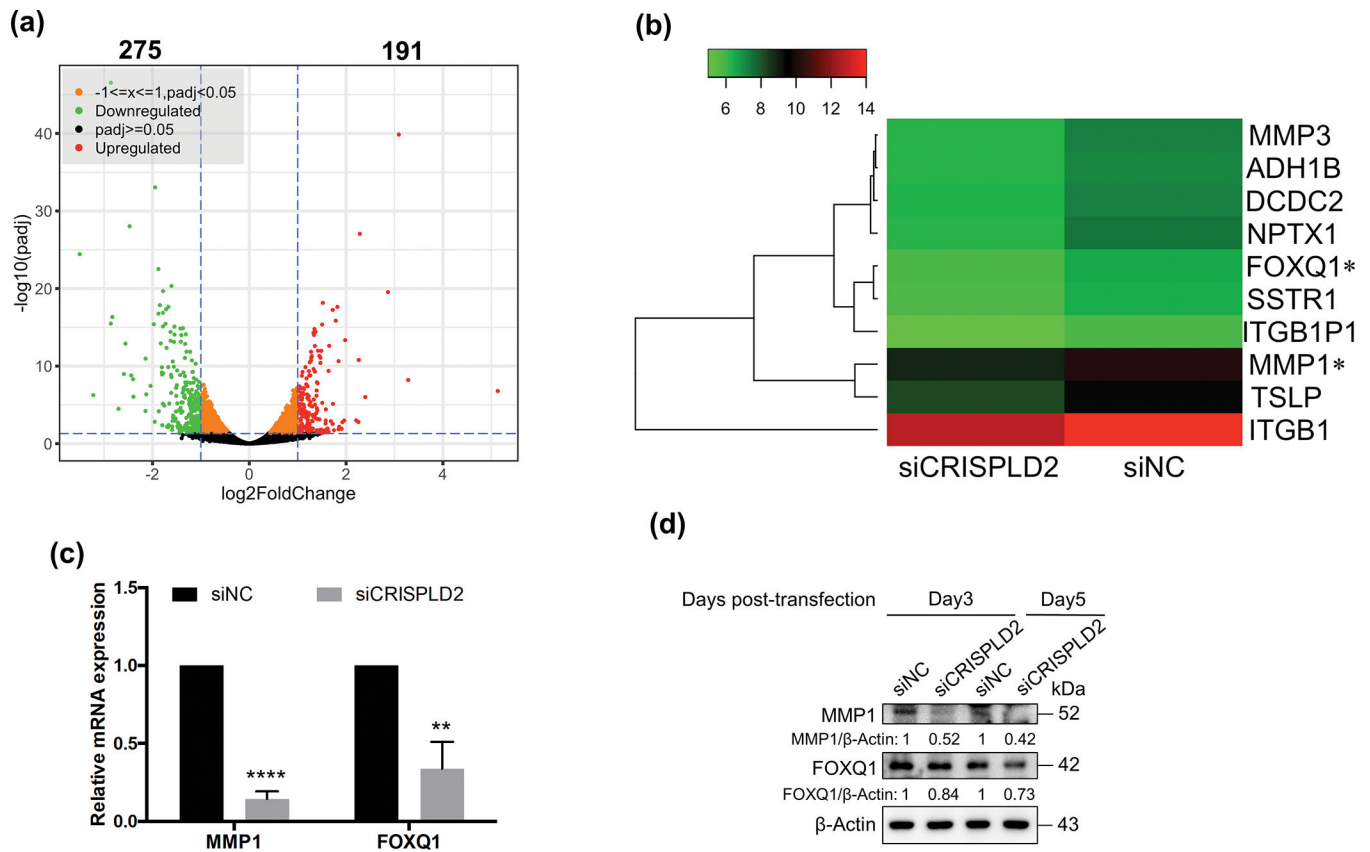 (a)
275 191
-1<=x<=1,padj<0.05
Downregulated
padj>=0.05
Upregulated
40
30
20
10
0
-log10(padj)
-2 0 2 4
log2FoldChange
(b)
6 8 10 12 14
MMP3
ADH1B
DCDC2
NPTX1
FOXQ1*
SSTR1
ITGB1P1
MMP1*
TSLP
ITGB1
siCRISPLD2 siNC
(c)
siNC siCRISPLD2
Relative mRNA expression
1.5
1.0
0.5
0.0
****
**
MMP1 FOXQ1
(d)
Days post-transfection Day3 Day5
siNC siCRISPLD2 siNC siCRISPLD2
kDa
MMP1 52
MMP1/β-Actin: 1 0.52 1 0.42
FOXQ1 42
FOXQ1/β-Actin: 1 0.84 1 0.73
β-Actin 43